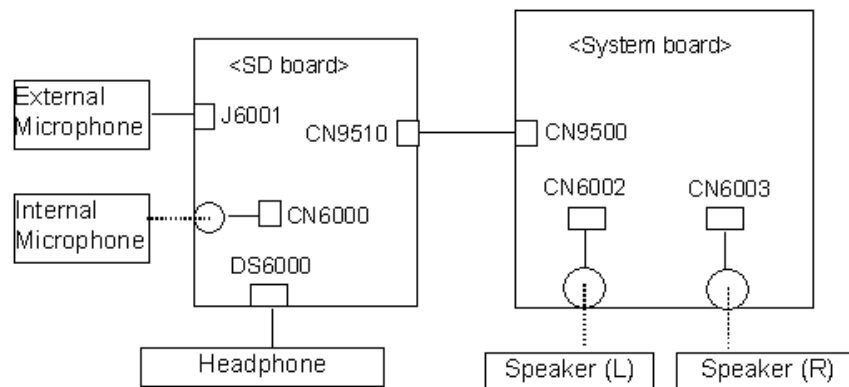 <SD board>
<System board>
External
Microphone
J6001
CN9510
CN9500
CN6002
CN6003
Internal
Microphone
CN6000
DS6000
Headphone
Speaker (L)
Speaker (R)